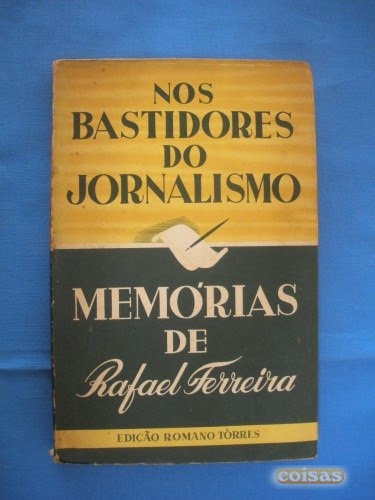 NOS
BASTIDORES
DO
JORNALISMO
MEMÓRIAS
DE
Rafael Ferreira
EDIÇÃO ROMANO TÔRRES
coisas